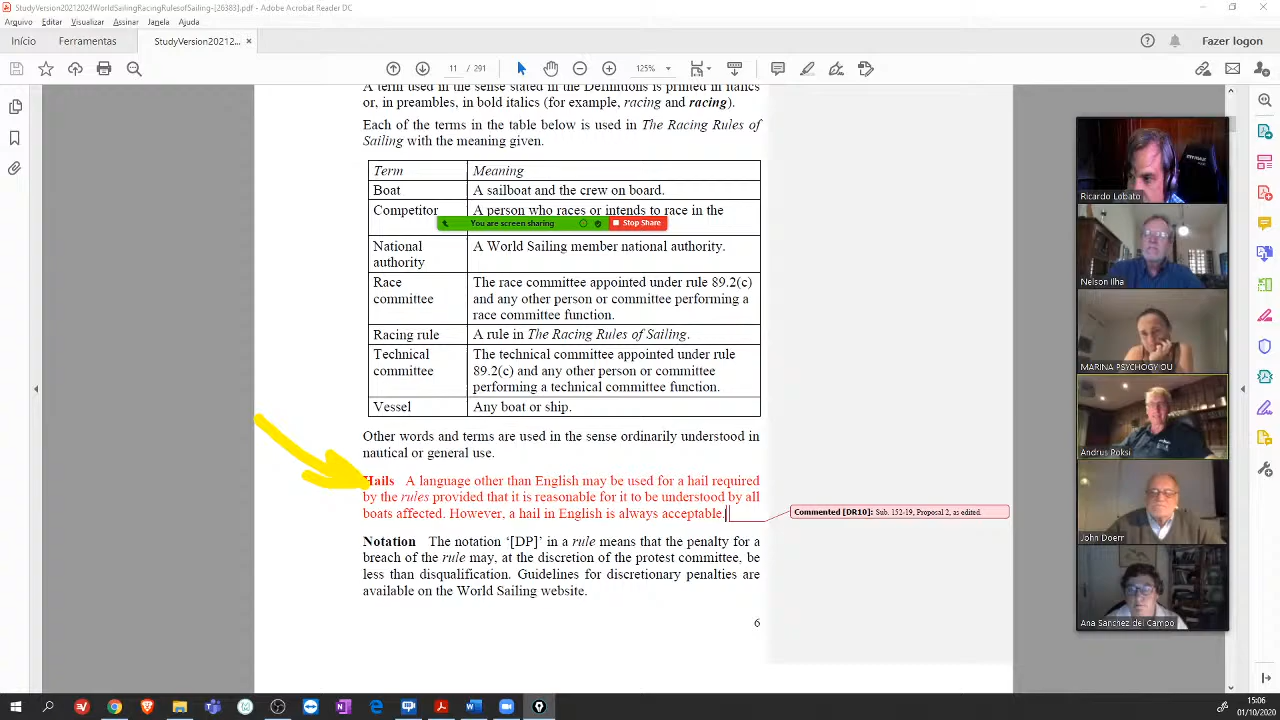 StudyVersion20212024WorldSailingRacingRulesofSailing-[26383].pdf - Adobe Acrobat Reader DC
Arquivo Editar Visualizar Assinar Janela Ajuda
Início Ferramentas StudyVersion20212... × Fazer logon
11 / 291 125%
A term used in the sense stated in the Definitions is printed in italics
or, in preambles, in bold italics (for example, racing and racing).
Each of the terms in the table below is used in The Racing Rules of
Sailing with the meaning given.
Term Meaning
Boat A sailboat and the crew on board.
Competitor A person who races or intends to race in the
You are screen sharing Stop Share
National authority A World Sailing member national authority.
Race committee The race committee appointed under rule 89.2(c)
and any other person or committee performing a
race committee function.
Racing rule A rule in The Racing Rules of Sailing.
Technical committee The technical committee appointed under rule
89.2(c) and any other person or committee
performing a technical committee function.
Vessel Any boat or ship.
Other words and terms are used in the sense ordinarily understood in
nautical or general use.
Hails A language other than English may be used for a hail required
by the rules provided that it is reasonable for it to be understood by all
boats affected. However, a hail in English is always acceptable.
Commented [DR10]: Sub. 152-19, Proposal 2, as edited.
Notation The notation ‘[DP]’ in a rule means that the penalty for a
breach of the rule may, at the discretion of the protest committee, be
less than disqualification. Guidelines for discretionary penalties are
available on the World Sailing website.
6
Ricardo Lobato
Nelson Ilha
MARINA PSYCHOGYIOU
Andrus Poksi
John Doerr
Ana Sanchez del Campo
15:06
01/10/2020